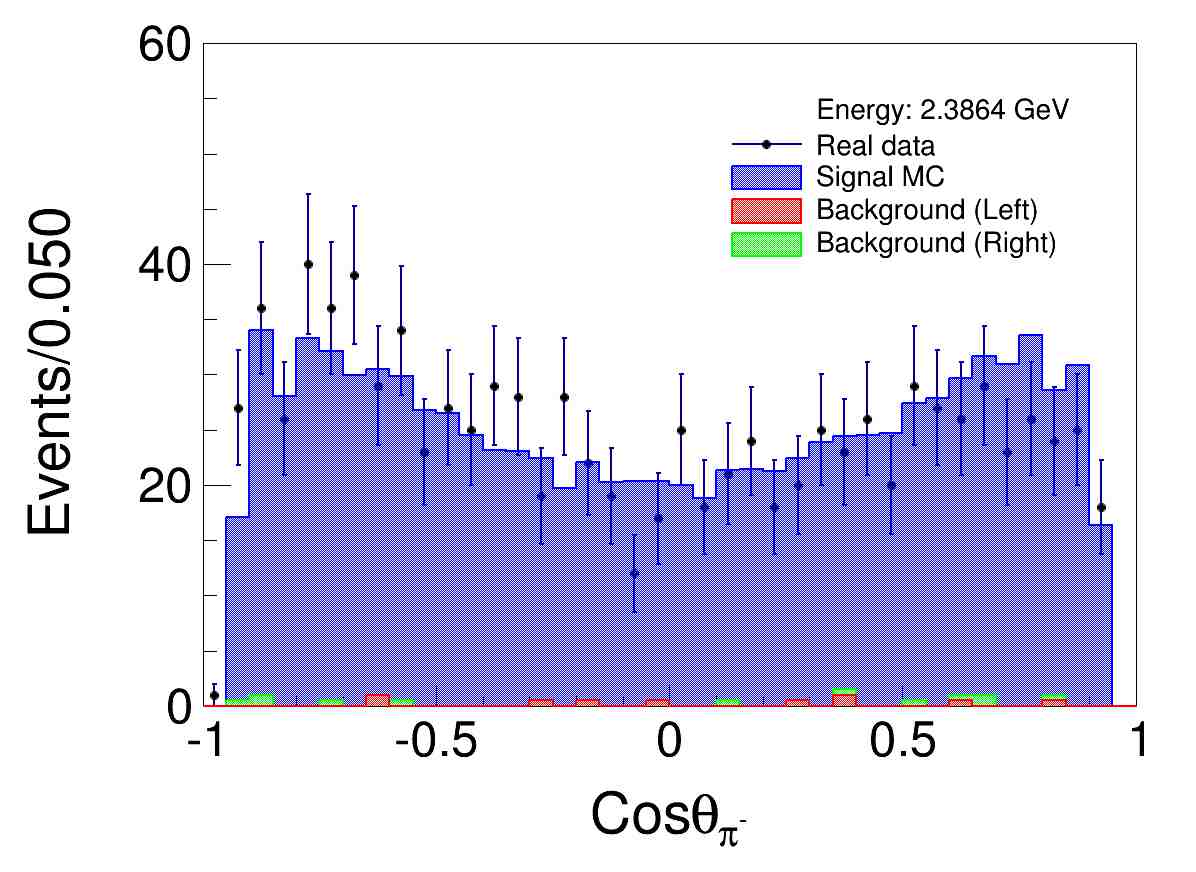 60
40
20
0
Events/0.050
Energy: 2.3864 GeV
Real data
Signal MC
Background (Left)
Background (Right)
-1 -0.5 0 0.5 1
Cosθπ-